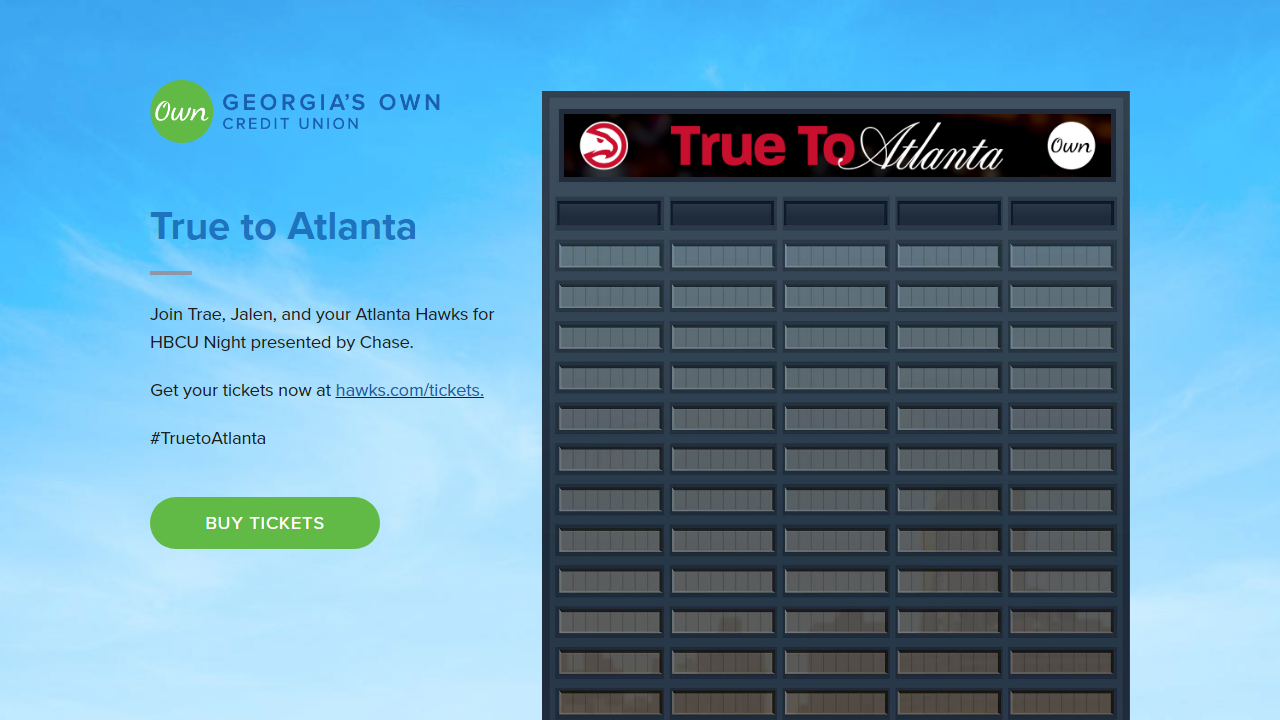 Own GEORGIA'S OWN
CREDIT UNION
True to Atlanta
Join Trae, Jalen, and your Atlanta Hawks for
HBCU Night presented by Chase.
Get your tickets now at hawks.com/tickets.
#TruetoAtlanta
BUY TICKETS
True To Atlanta Own